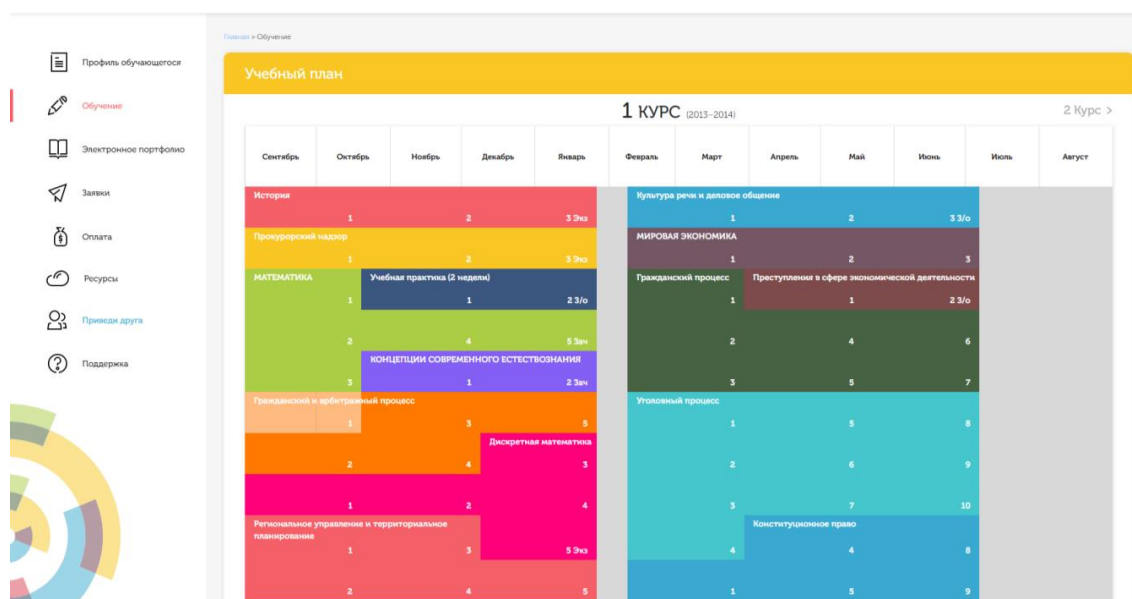 Главная > Обучение
Профиль обучающегося
Обучение
Электронное портфолио
Заявки
Оплата
Ресурсы
Приведи друга
Поддержка
Учебный план
1 КУРС (2013–2014)
2 Курс >
Сентябрь Октябрь Ноябрь Декабрь Январь Февраль Март Апрель Май Июнь Июль Август
История
1 2 3 Экз
Прокурорский надзор
1 2 3 Экз
МАТЕМАТИКА Учебная практика (2 недели)
1 1 2 З/о
2 4 5 Зач
КОНЦЕПЦИИ СОВРЕМЕННОГО ЕСТЕСТВОЗНАНИЯ
3 1 2 Зач
Гражданский и арбитражный процесс
1 3 5
Дискретная математика
2 4 3
1 2 4
Региональное управление и территориальное
планирование
1 3 5 Экз
2 4 5
Культура речи и деловое общение
1 2 3 З/о
МИРОВАЯ ЭКОНОМИКА
1 2 3
Гражданский процесс Преступления в сфере экономической деятельности
1 1 2 З/о
2 4 6
3 5 7
Уголовный процесс
1 5 8
2 6 9
3 7 10
Конституционное право
4 4 8
1 5 9